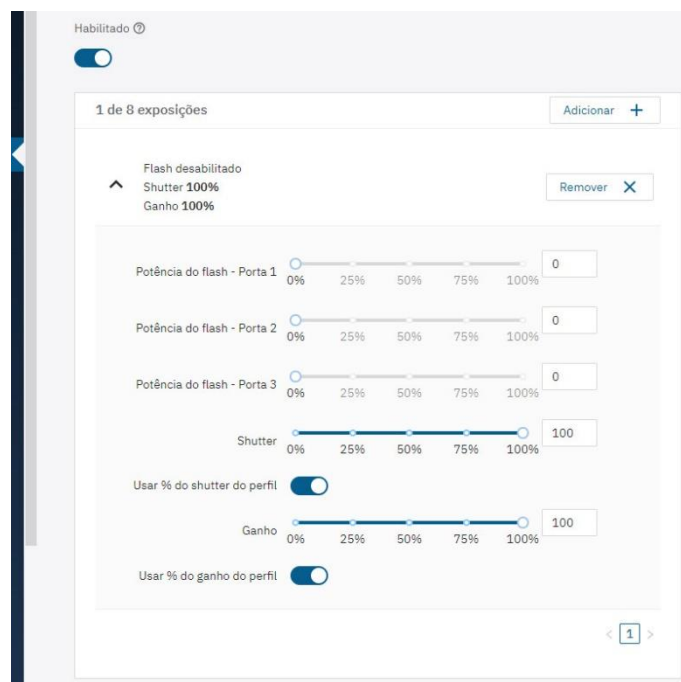 Habilitado ?
1 de 8 exposições
Adicionar +
Flash desabilitado
Shutter 100%
Ganho 100%
Remover X
Potência do flash - Porta 1
0% 25% 50% 75% 100%
0
Potência do flash - Porta 2
0% 25% 50% 75% 100%
0
Potência do flash - Porta 3
0% 25% 50% 75% 100%
0
Shutter
0% 25% 50% 75% 100%
100
Usar % do shutter do perfil
Ganho
0% 25% 50% 75% 100%
100
Usar % do ganho do perfil
< 1 >